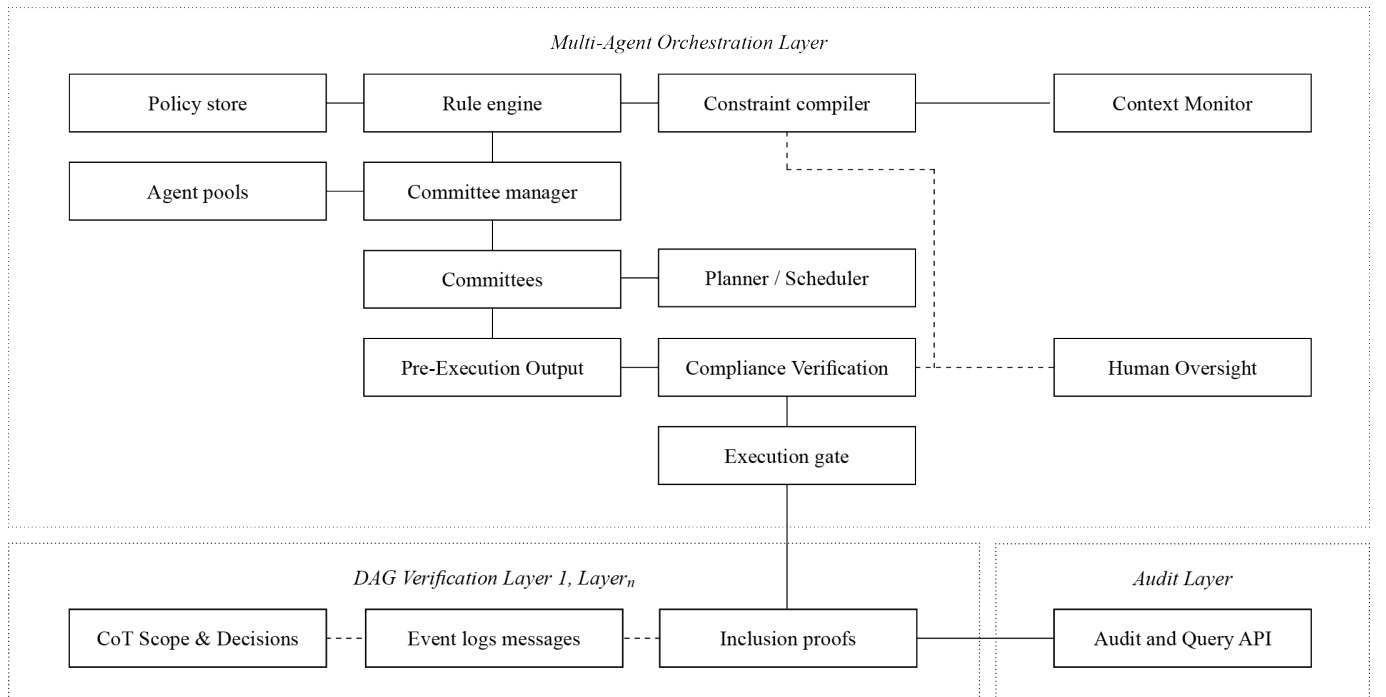 Multi-Agent Orchestration Layer
Policy store
Rule engine
Constraint compiler
Context Monitor
Agent pools
Committee manager
Committees
Planner / Scheduler
Pre-Execution Output
Compliance Verification
Human Oversight
Execution gate
DAG Verification Layer 1, Layerₙ
Audit Layer
CoT Scope & Decisions
Event logs messages
Inclusion proofs
Audit and Query API